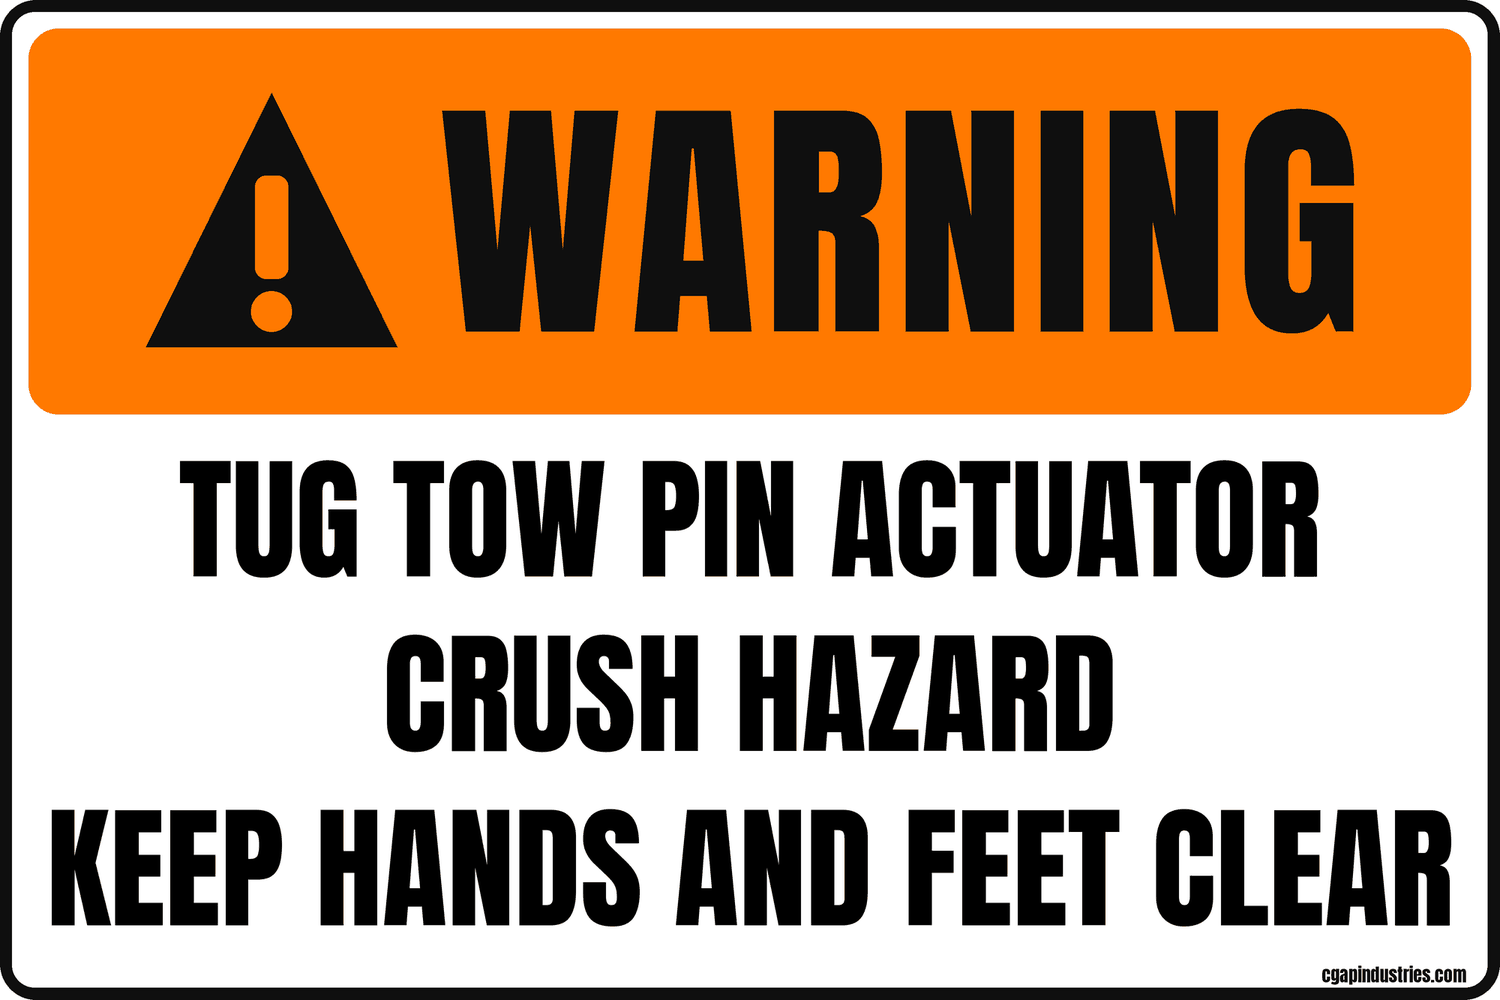 WARNING
TUG TOW PIN ACTUATOR
CRUSH HAZARD
KEEP HANDS AND FEET CLEAR
cgapindustries.com